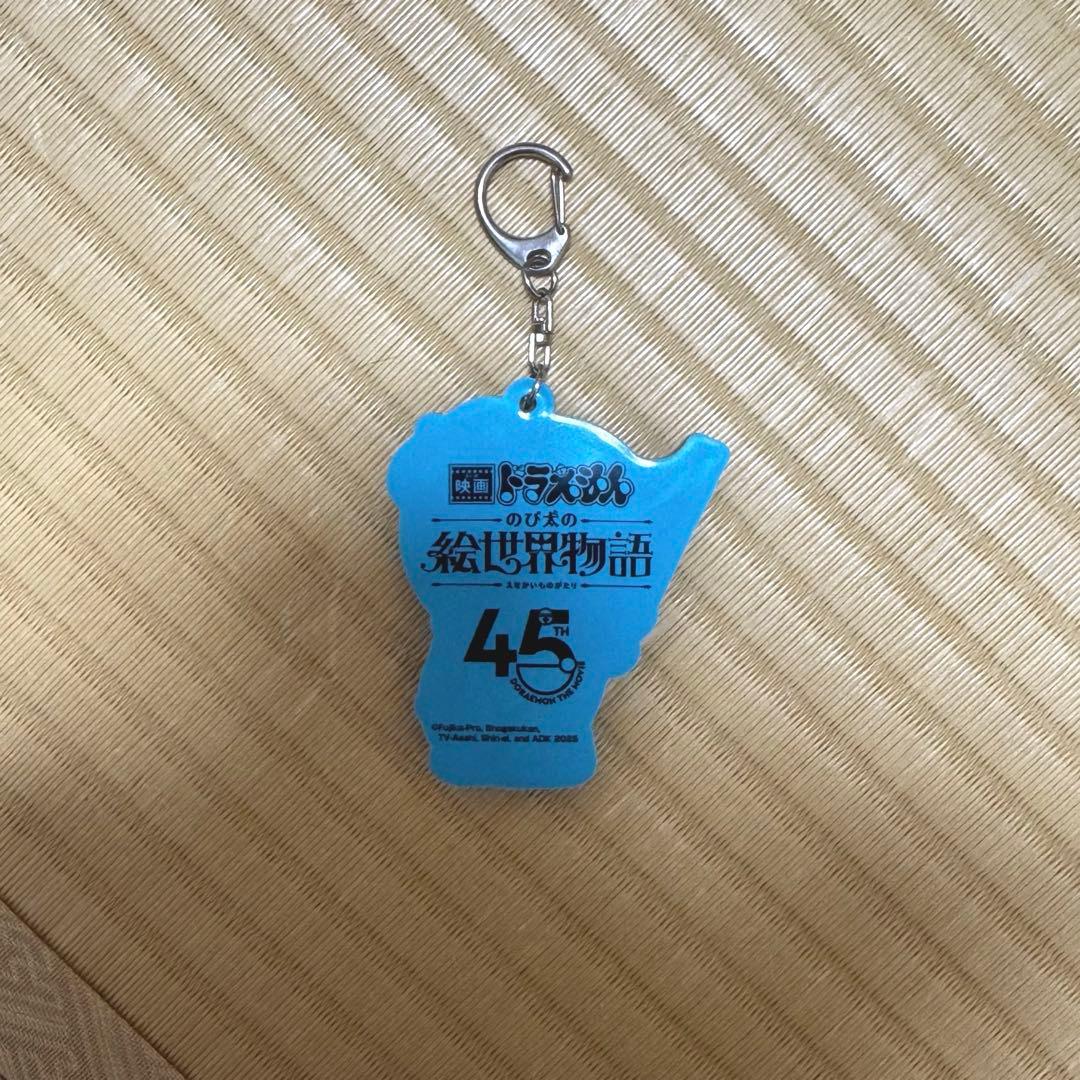 映画ドラえもん
のび太の
絵世界物語
えせかいものがたり
45TH
DORAEMON THE MOVIE
©Fujiko-Pro, Shogakukan,
TV-Asahi, Shin-ei, and ADK 2025